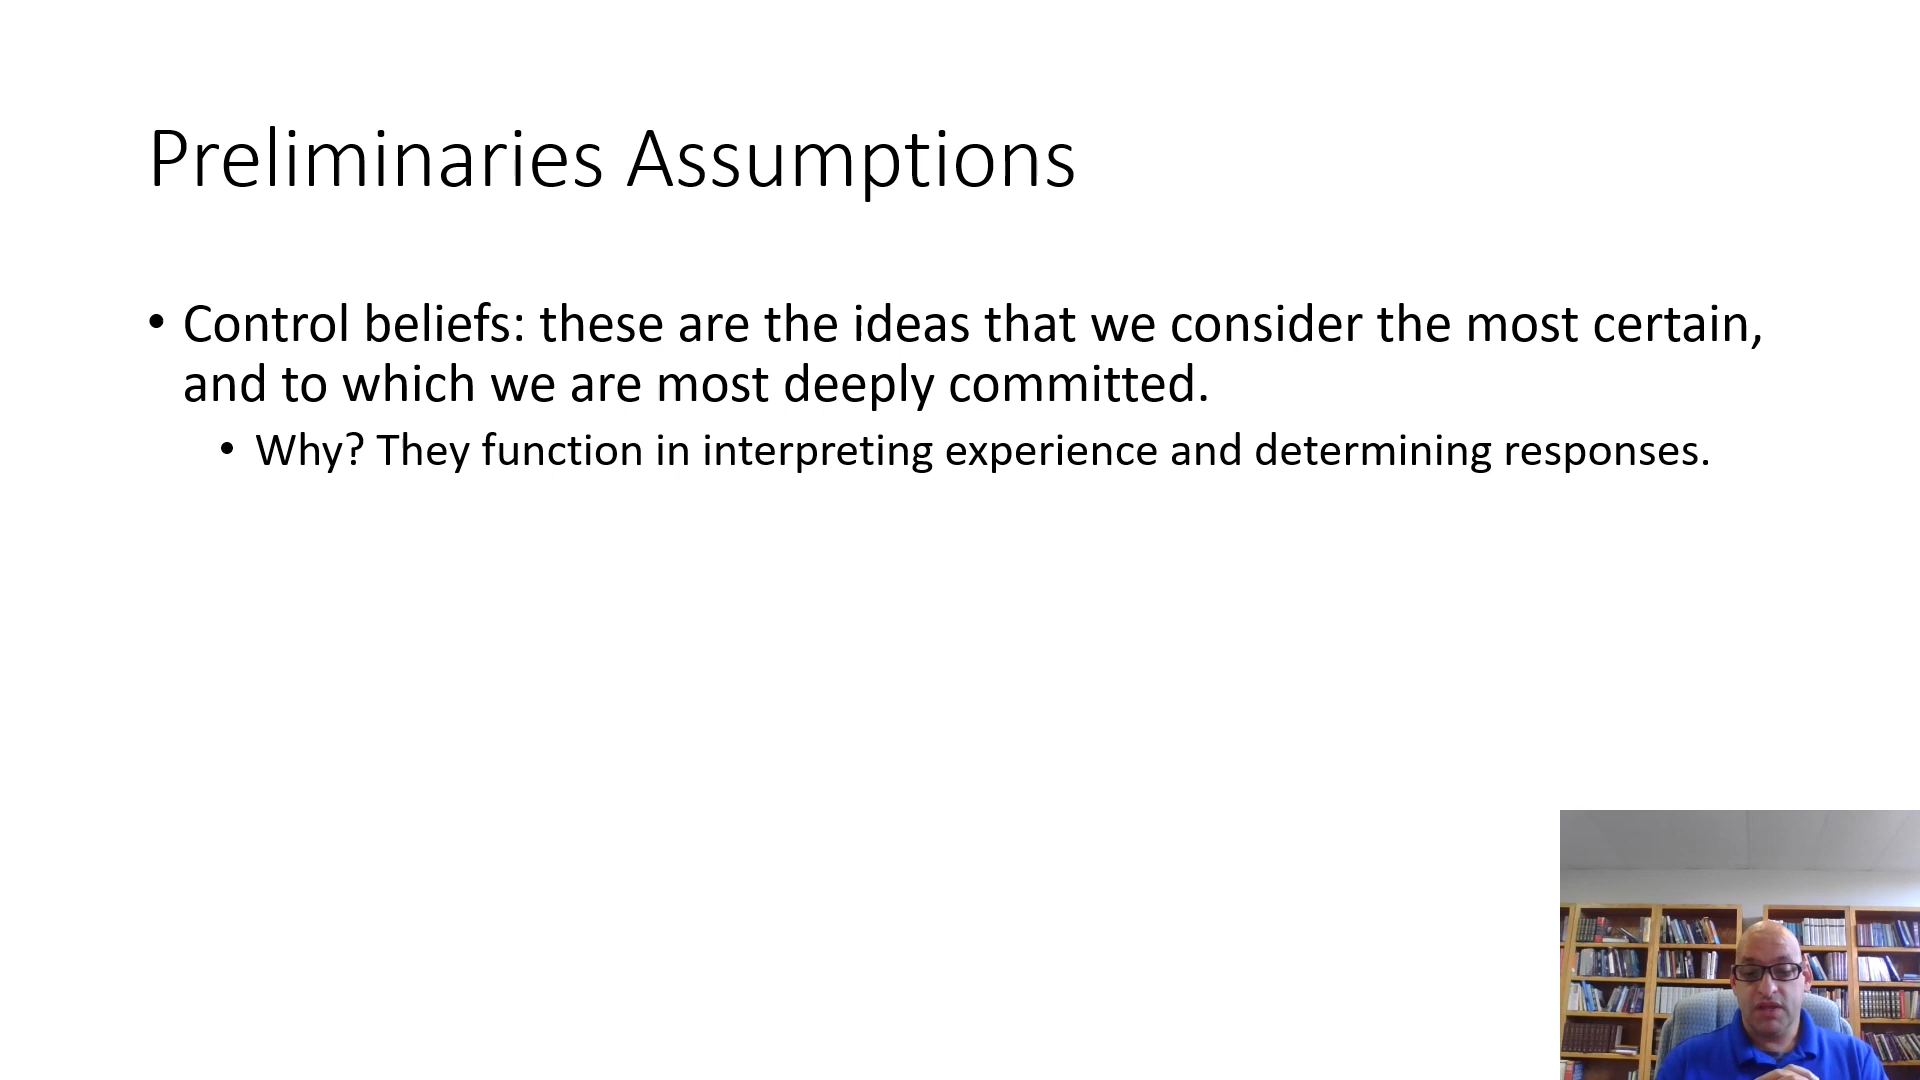 Preliminaries Assumptions
• Control beliefs: these are the ideas that we consider the most certain,
and to which we are most deeply committed.
• Why? They function in interpreting experience and determining responses.